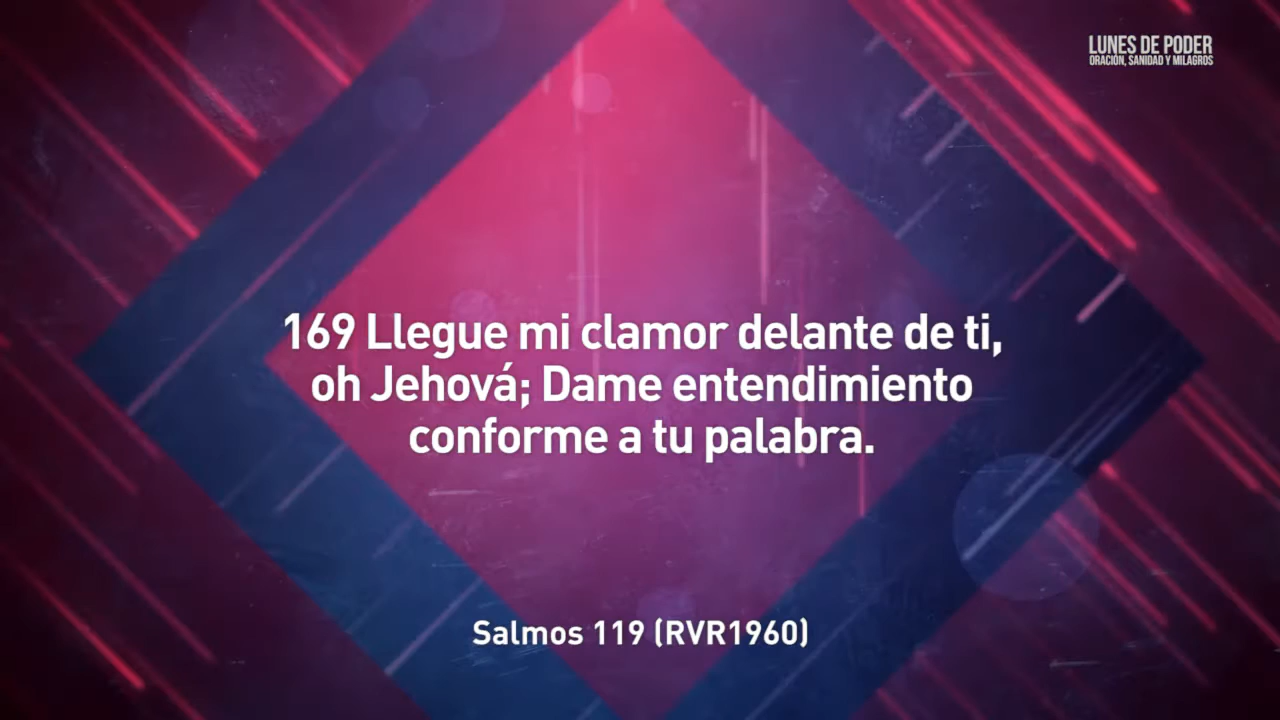 LUNES DE PODER
ORACIÓN, SANIDAD Y MILAGROS
169 Llegue mi clamor delante de ti,
oh Jehová; Dame entendimiento
conforme a tu palabra.
Salmos 119 (RVR1960)